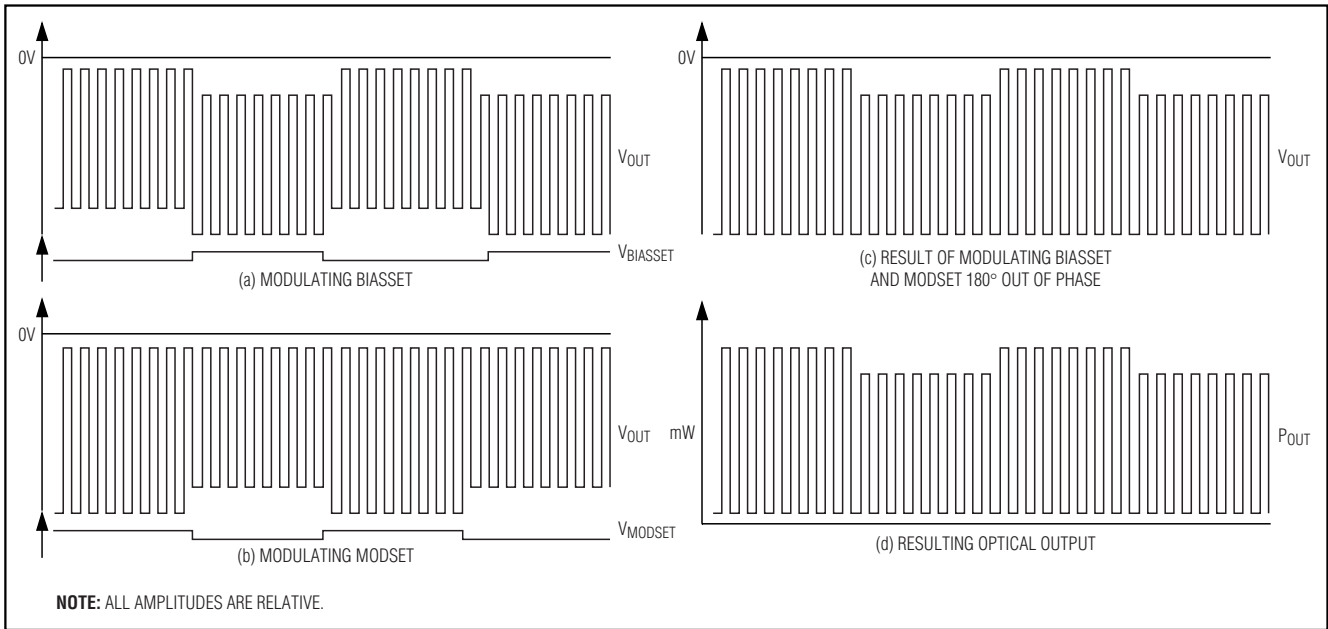 0V
VOUT
VBIASSET
(a) MODULATING BIASSET
0V
VOUT
VMODSET
(b) MODULATING MODSET
0V
VOUT
(c) RESULT OF MODULATING BIASSET
AND MODSET 180° OUT OF PHASE
mW
POUT
(d) RESULTING OPTICAL OUTPUT
NOTE: ALL AMPLITUDES ARE RELATIVE.